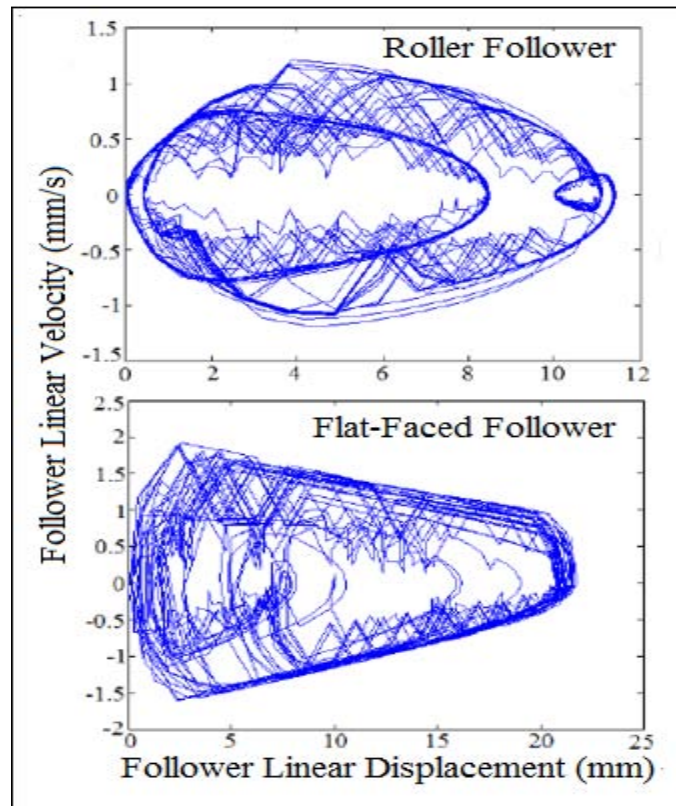 Roller Follower
1.5
1
0.5
0
-0.5
-1
-1.5
0 2 4 6 8 10 12
Flat-Faced Follower
2.5
2
1.5
1
0.5
0
-0.5
-1
-1.5
-2
0 5 10 15 20 25
Follower Linear Velocity (mm/s)
Follower Linear Displacement (mm)